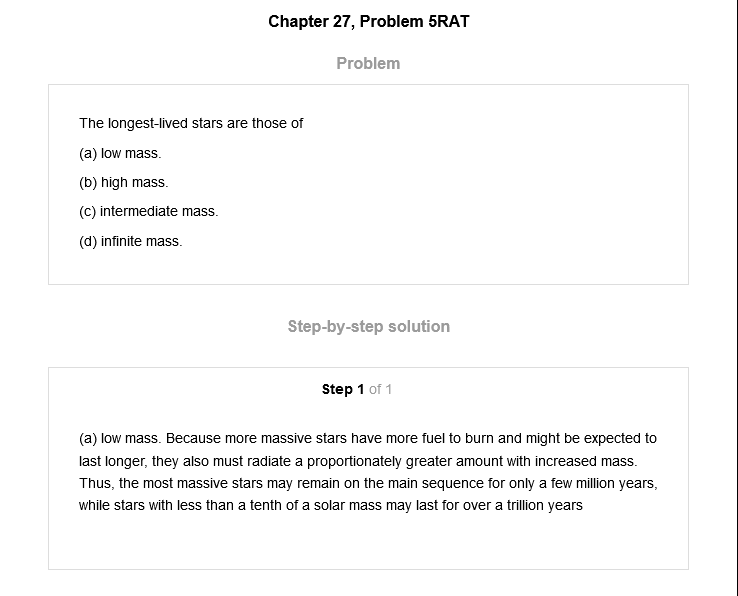 Chapter 27, Problem 5RAT
Problem
The longest-lived stars are those of
(a) low mass.
(b) high mass.
(c) intermediate mass.
(d) infinite mass.
Step-by-step solution
Step 1 of 1
(a) low mass. Because more massive stars have more fuel to burn and might be expected to
last longer, they also must radiate a proportionately greater amount with increased mass.
Thus, the most massive stars may remain on the main sequence for only a few million years,
while stars with less than a tenth of a solar mass may last for over a trillion years